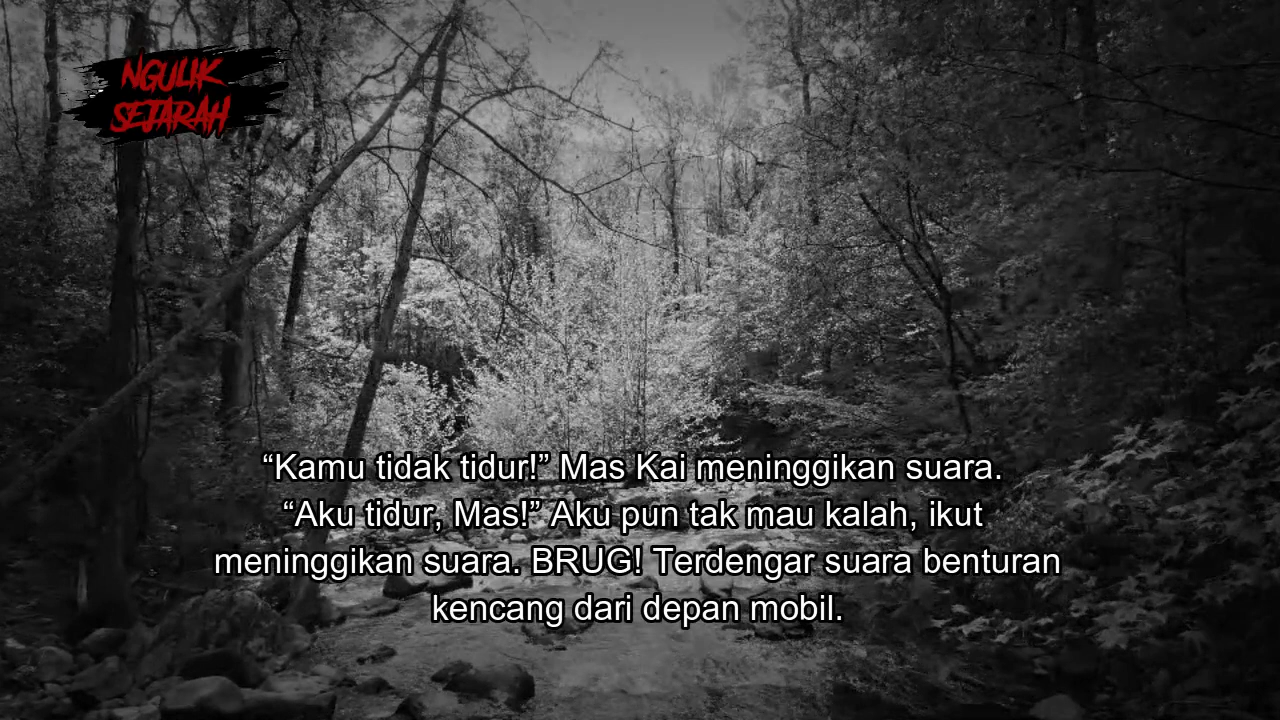 NGULIK
SEJARAH
“Kamu tidak tidur!” Mas Kai meninggikan suara.
“Aku tidur, Mas!” Aku pun tak mau kalah, ikut
meninggikan suara. BRUG! Terdengar suara benturan
kencang dari depan mobil.